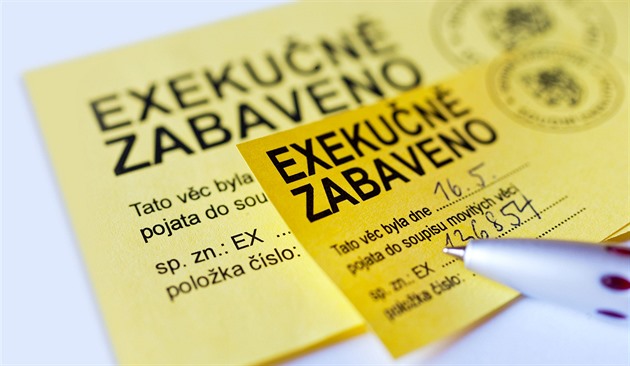 EXEKUČNĚ
ZABAVENO
Tato věc byla
pojata do sou
sp. zn.: EX
položka číslo:
EXEKUČNĚ
ZABAVENO
Tato věc byla dne 16.5.
pojata do soupisu movitých věcí
sp. zn.: EX 136854
položka číslo: